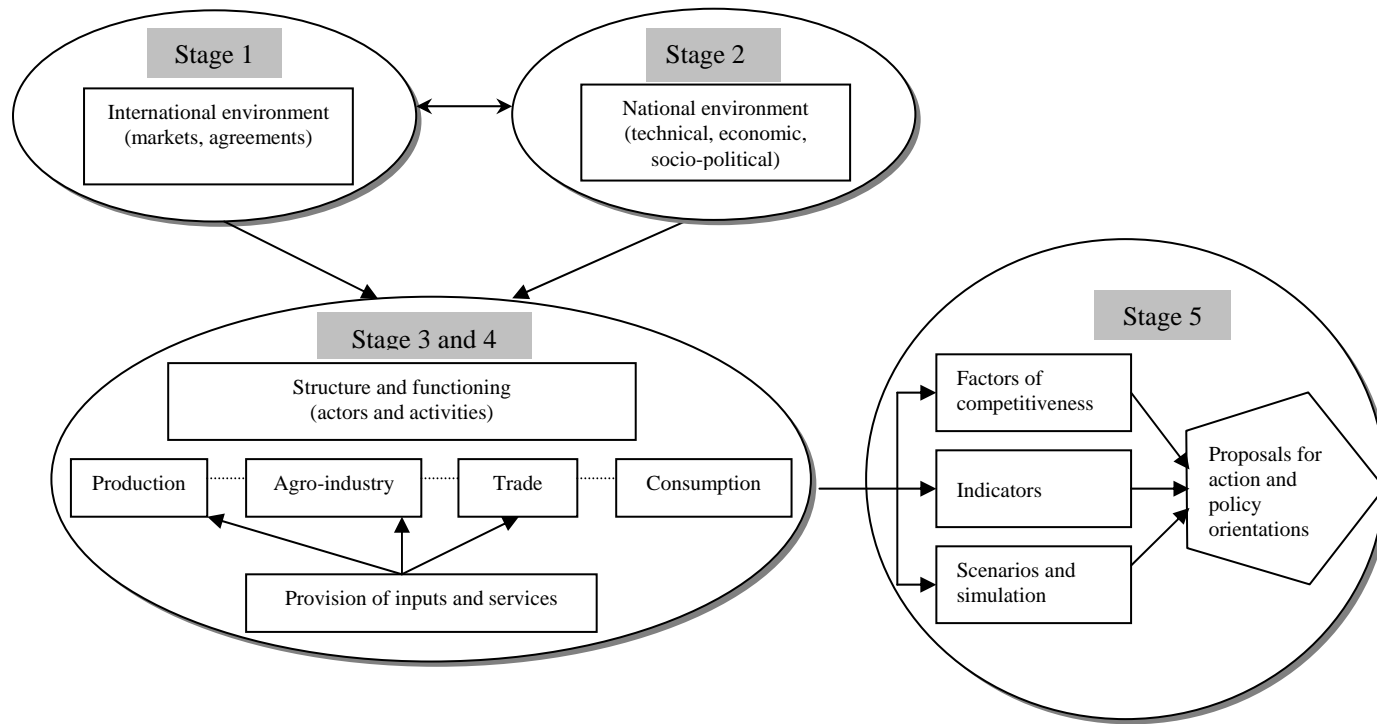 Stage 1
International environment
(markets, agreements)
Stage 2
National environment
(technical, economic,
socio-political)
Stage 3 and 4
Structure and functioning
(actors and activities)
Production
Agro-industry
Trade
Consumption
Provision of inputs and services
Stage 5
Factors of
competitiveness
Indicators
Scenarios and
simulation
Proposals for
action and
policy
orientations